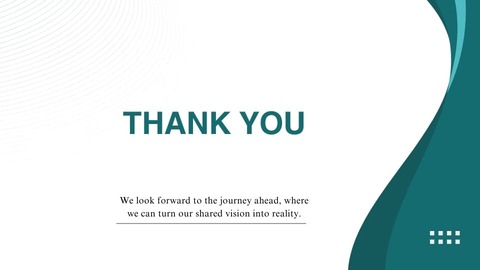 THANK YOU
We look forward to the journey ahead, where
we can turn our shared vision into reality.